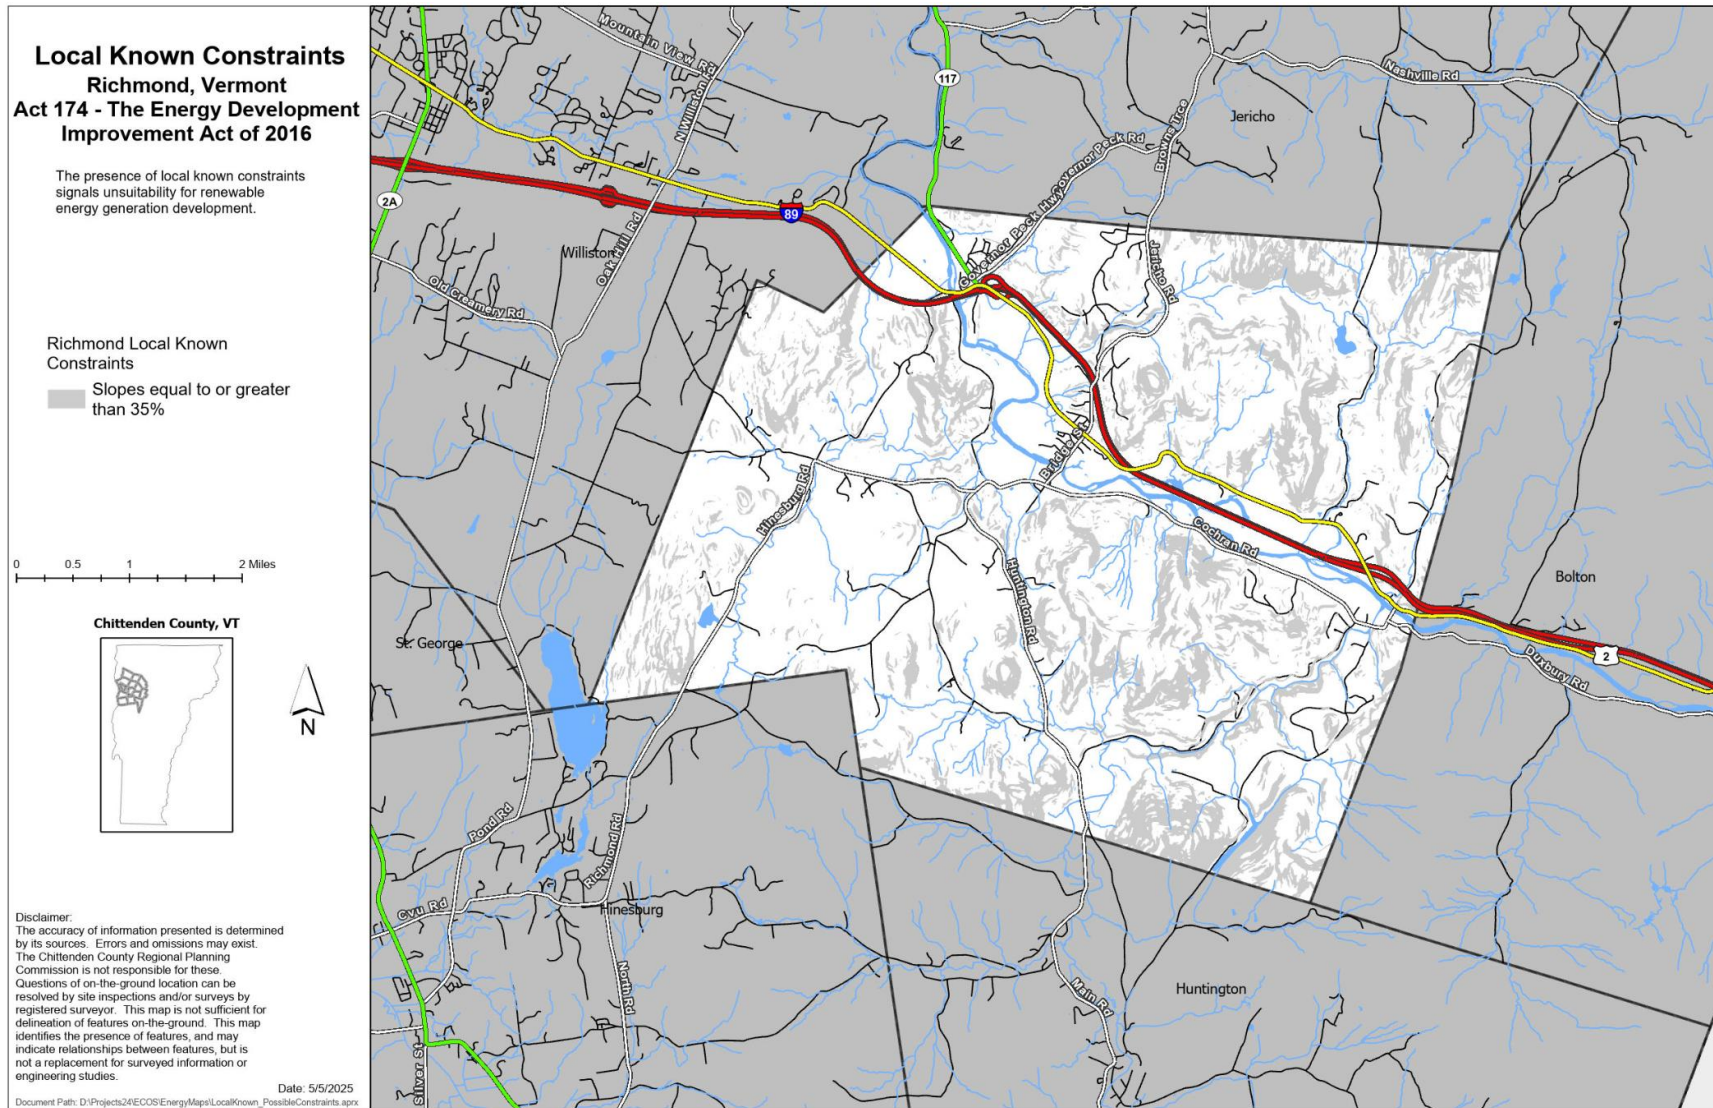 Local Known Constraints
Richmond, Vermont
Act 174 - The Energy Development
Improvement Act of 2016
The presence of local known constraints
signals unsuitability for renewable
energy generation development.
Richmond Local Known
Constraints
Slopes equal to or greater
than 35%
0 0.5 1 2 Miles
Chittenden County, VT
N
Disclaimer:
The accuracy of information presented is determined
by its sources. Errors and omissions may exist.
The Chittenden County Regional Planning
Commission is not responsible for these.
Questions of on-the-ground location can be
resolved by site inspections and/or surveys by
registered surveyor. This map is not sufficient for
delineation of features on-the-ground. This map
identifies the presence of features, and may
indicate relationships between features, but is
not a replacement for surveyed information or
engineering studies.
Date: 5/5/2025
Document Path: D:\Projects24\ECOS\EnergyMaps\LocalKnown_PossibleConstraints.aprx
Mountain View Rd
117
Nashville Rd
Jericho
N Williston Rd
Browns Trce
Governor Peck Rd
2A
89
Governor Peck Hwy
Williston
Oak Hill Rd
Jericho Rd
Old Creamery Rd
Bridge St
Hinesburg Rd
Cochran Rd
Huntington Rd
Bolton
St. George
2
Duxbury Rd
Pond Rd
Richmond Rd
Cvu Rd
Hinesburg
North Rd
Main Rd
Huntington
Silver St